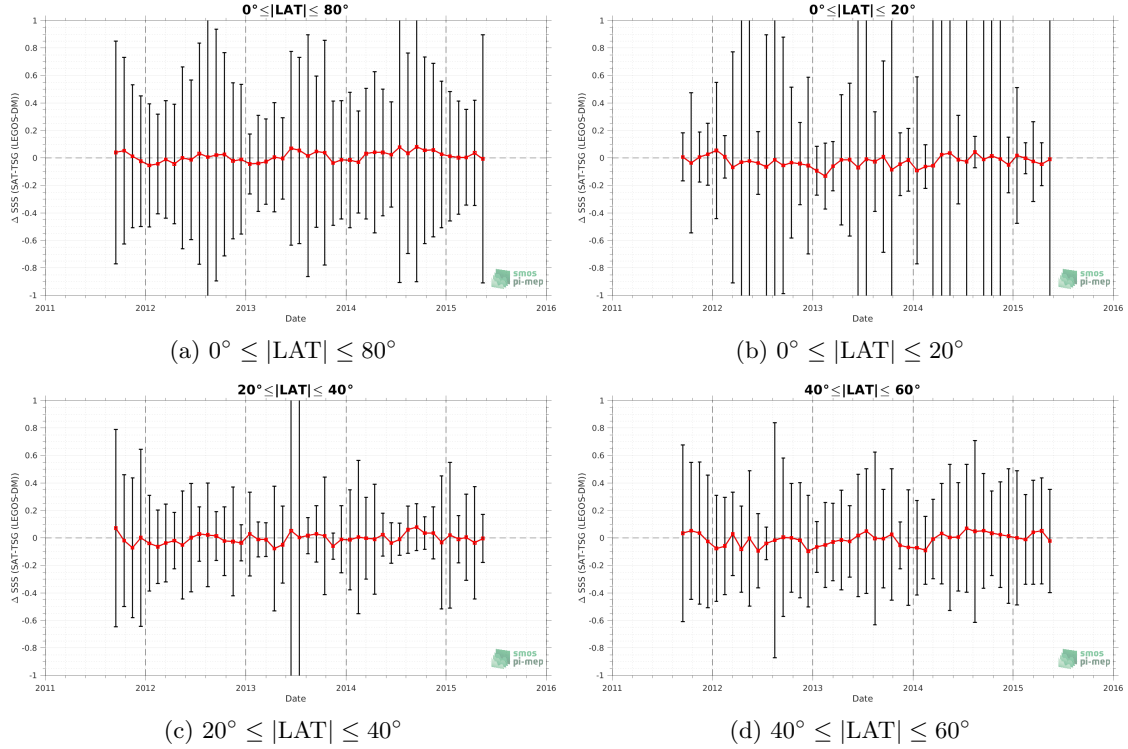 0°≤|LAT|≤ 80°
Δ SSS (SAT-TSG (LEGOS-DM))
1
0.8
0.6
0.4
0.2
0
-0.2
-0.4
-0.6
-0.8
-1
2011 2012 2013 2014 2015 2016
Date
smos
pi-mep
(a) 0° ≤ |LAT| ≤ 80°
0°≤|LAT|≤ 20°
Δ SSS (SAT-TSG (LEGOS-DM))
1
0.8
0.6
0.4
0.2
0
-0.2
-0.4
-0.6
-0.8
-1
2011 2012 2013 2014 2015 2016
Date
smos
pi-mep
(b) 0° ≤ |LAT| ≤ 20°
20°≤|LAT|≤ 40°
Δ SSS (SAT-TSG (LEGOS-DM))
1
0.8
0.6
0.4
0.2
0
-0.2
-0.4
-0.6
-0.8
-1
2011 2012 2013 2014 2015 2016
Date
smos
pi-mep
(c) 20° ≤ |LAT| ≤ 40°
40°≤|LAT|≤ 60°
Δ SSS (SAT-TSG (LEGOS-DM))
1
0.8
0.6
0.4
0.2
0
-0.2
-0.4
-0.6
-0.8
-1
2011 2012 2013 2014 2015 2016
Date
smos
pi-mep
(d) 40° ≤ |LAT| ≤ 60°